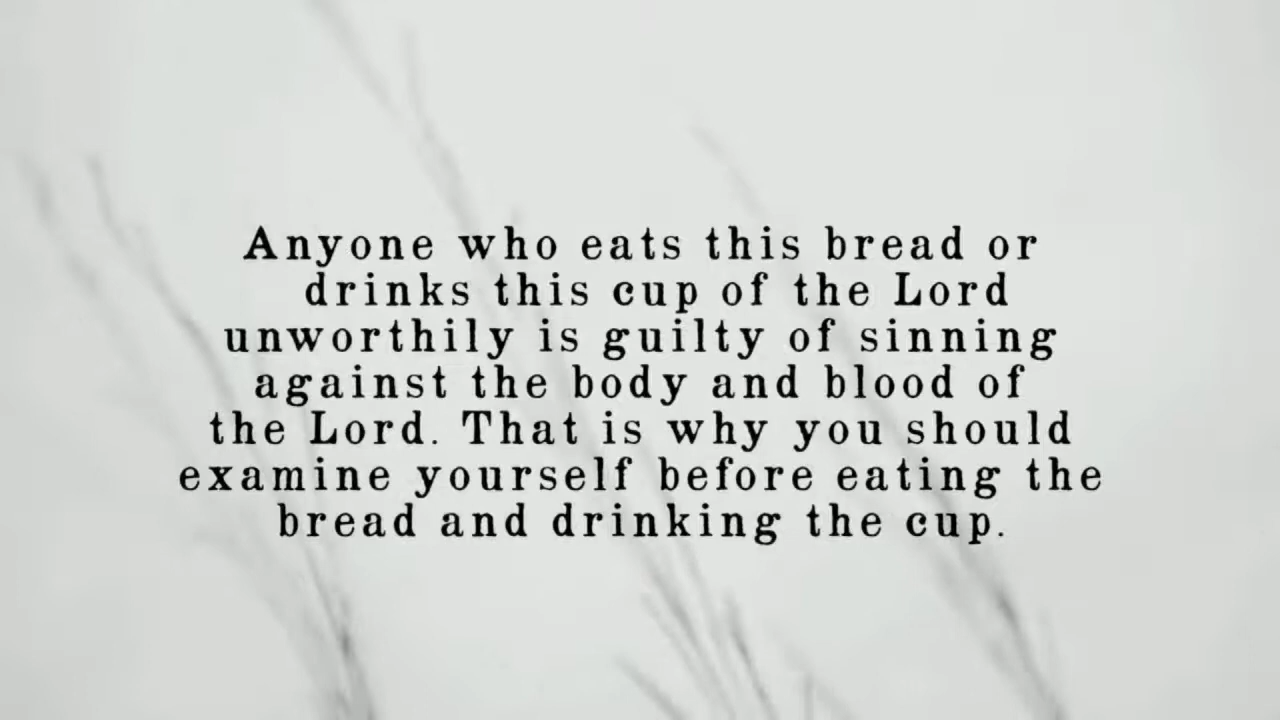 Anyone who eats this bread or
drinks this cup of the Lord
unworthily is guilty of sinning
against the body and blood of
the Lord. That is why you should
examine yourself before eating the
bread and drinking the cup.